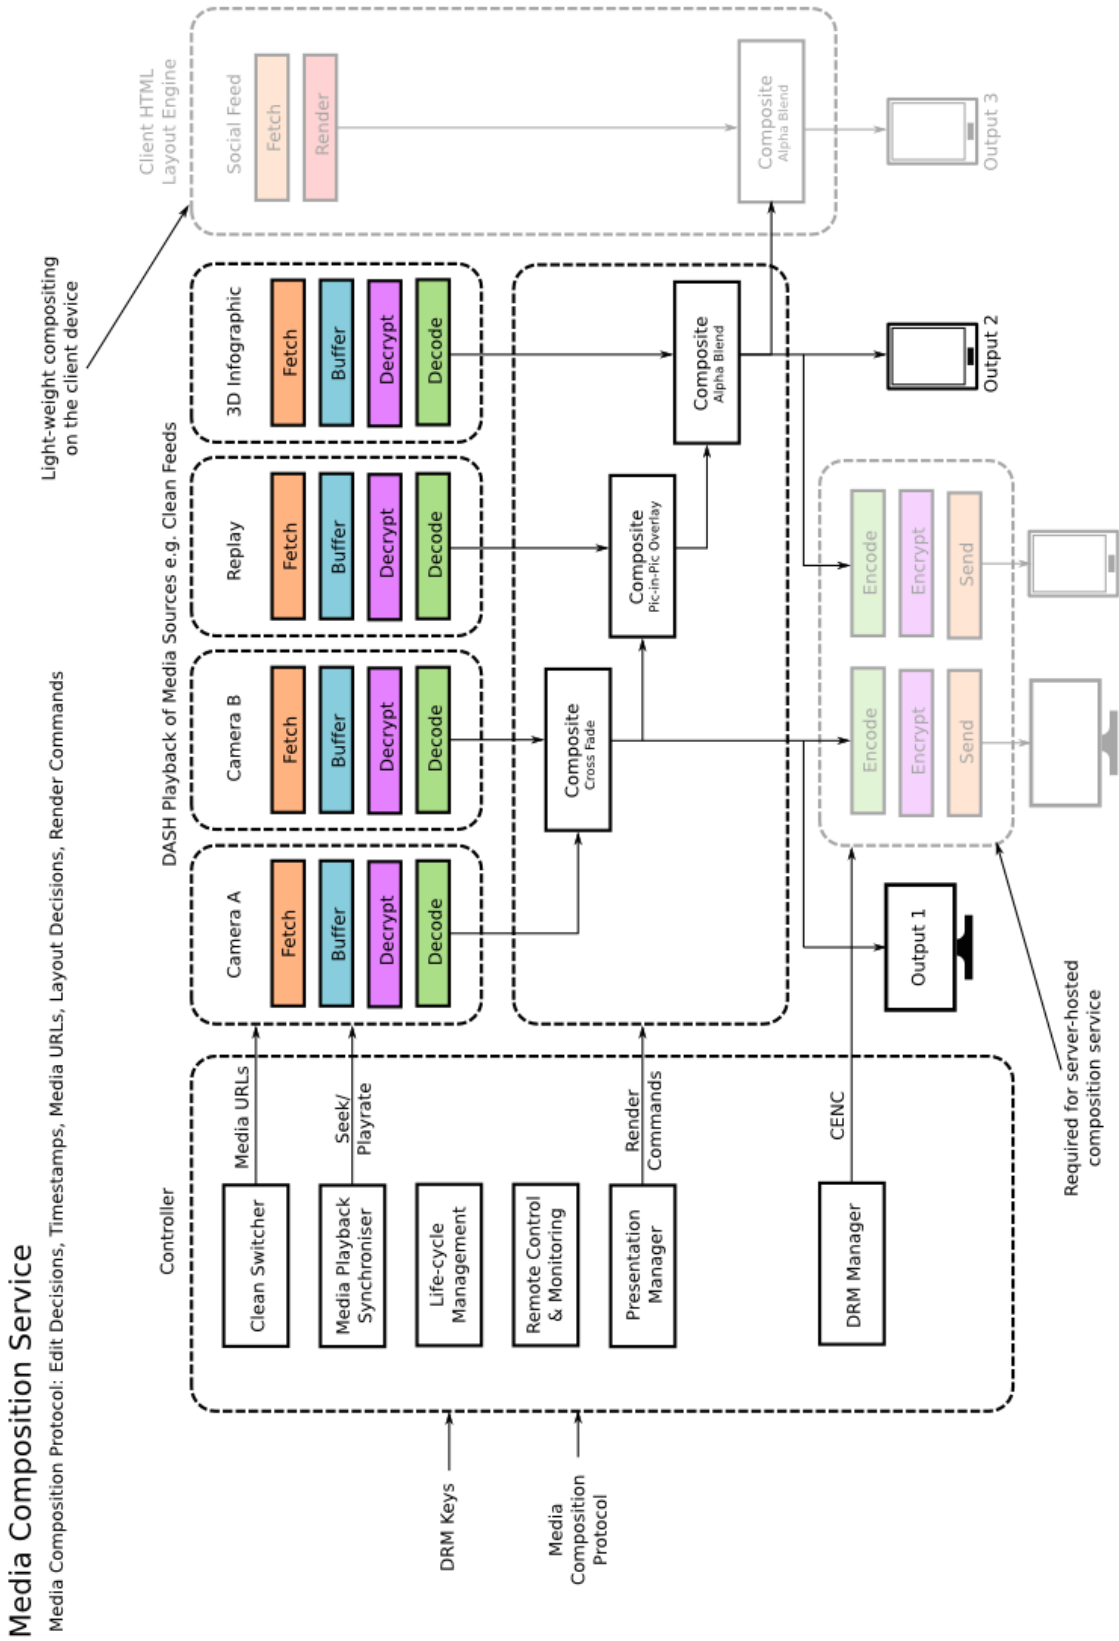 Media Composition Service
Media Composition Protocol: Edit Decisions, Timestamps, Media URLs, Layout Decisions, Render Commands
Light-weight compositing
on the client device
Client HTML
Layout Engine
DASH Playback of Media Sources e.g. Clean Feeds
Controller
Camera A
Camera B
Replay
3D Infographic
Social Feed
Clean Switcher
Media URLs
Fetch
Fetch
Fetch
Fetch
Fetch
Media Playback
Synchroniser
Seek/
Playrate
Buffer
Buffer
Buffer
Buffer
Render
Life-cycle
Management
Decrypt
Decrypt
Decrypt
Decrypt
DRM Keys
Decode
Decode
Decode
Decode
Remote Control
& Monitoring
Media
Composition
Protocol
Presentation
Manager
Render
Commands
Composite
Cross Fade
Composite
Pic-in-Pic Overlay
Composite
Alpha Blend
Composite
Alpha Blend
DRM Manager
CENC
Encode
Encode
Encrypt
Encrypt
Send
Send
Output 1
Output 2
Output 3
Required for server-hosted
composition service